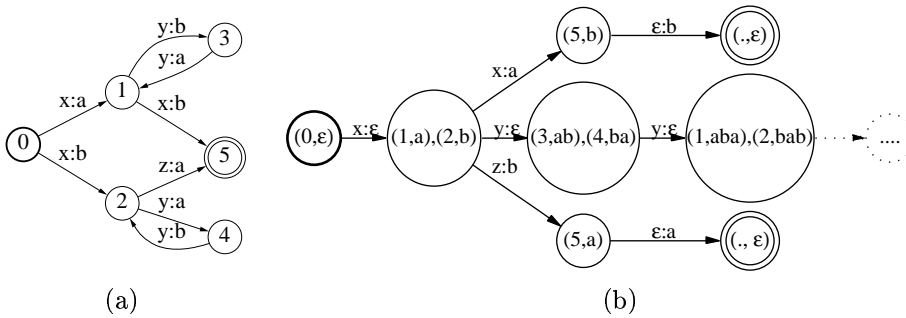 y:b
3
y:a
1
x:a
x:b
0
5
x:b
z:a
2
y:a
y:b
4
(a)
(5,b)
ε:b
(.,ε)
x:a
(0,ε)
x:ε
(1,a),(2,b)
y:ε
(3,ab),(4,ba)
y:ε
(1,aba),(2,bab)
....
z:b
(5,a)
ε:a
(., ε)
(b)